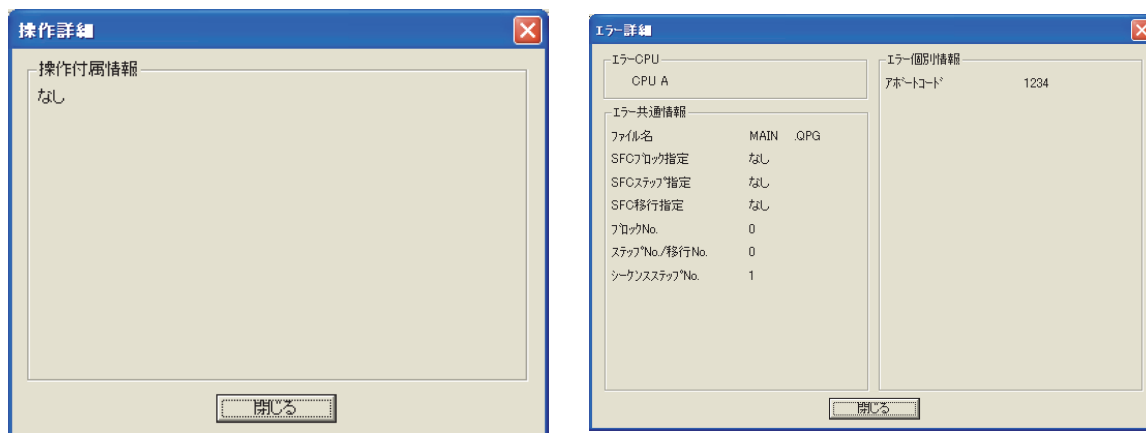 操作詳細
操作付属情報
なし
閉じる
エラー詳細
エラーCPU
CPU A
エラー共通情報
ファイル名 MAIN .QPG
SFCブロック指定 なし
SFCステップ指定 なし
SFC移行指定 なし
ブロックNo. 0
ステップNo./移行No. 0
シーケンスステップNo. 1
エラー個別情報
アボートコード 1234
閉じる